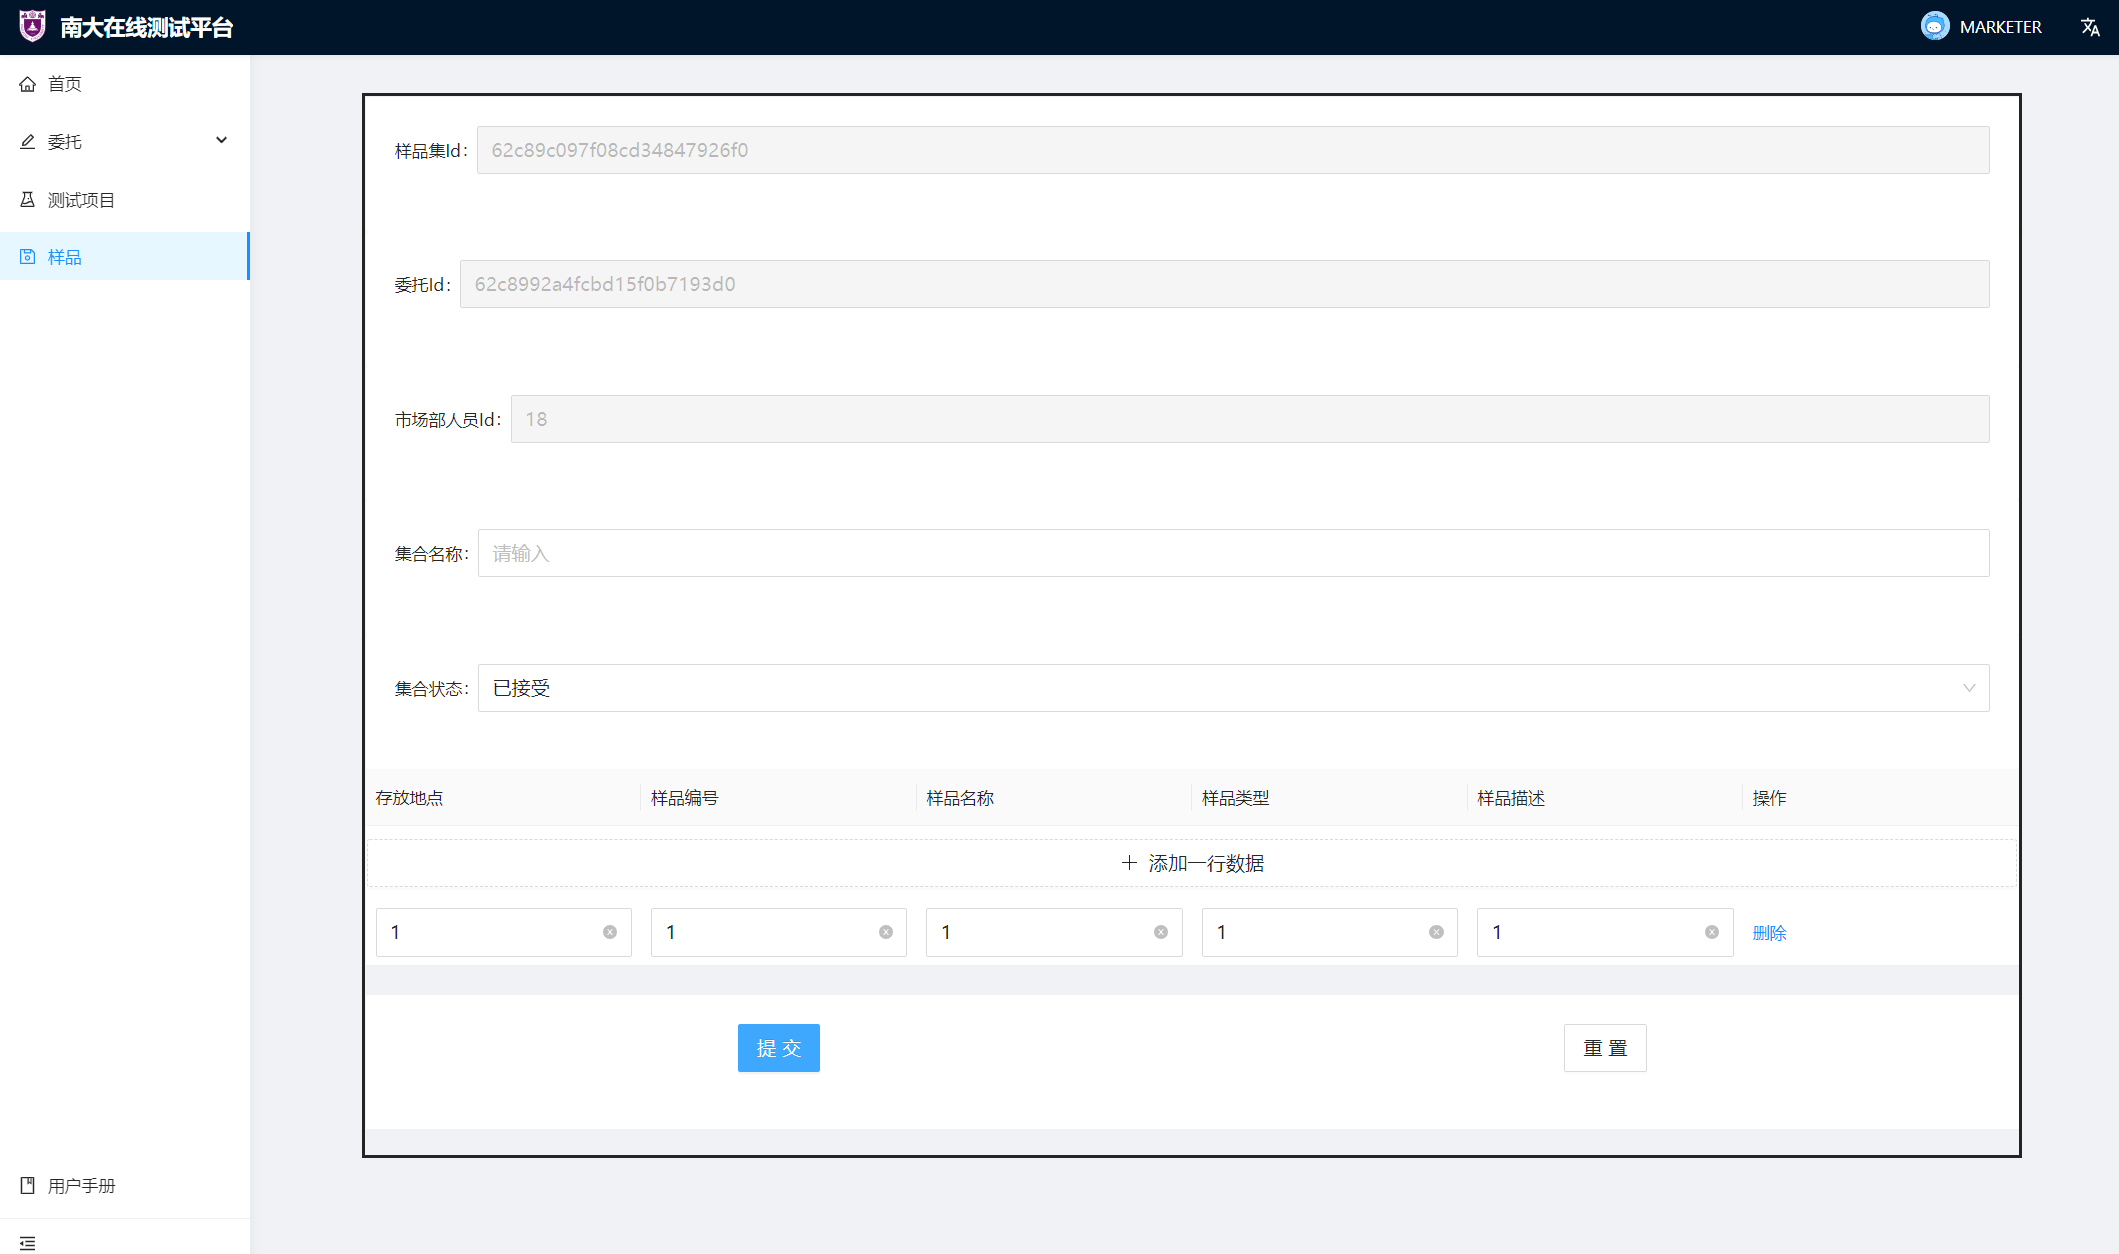 南大在线测试平台
MARKETER
首页
委托
测试项目
样品
样品集Id：
62c89c097f08cd34847926f0
委托Id：
62c8992a4fcbd15f0b7193d0
市场部人员Id：
18
集合名称：
请输入
集合状态：
已接受
存放地点 样品编号 样品名称 样品类型 样品描述 操作
添加一行数据
1 1 1 1 1 删除
提 交 重 置
用户手册